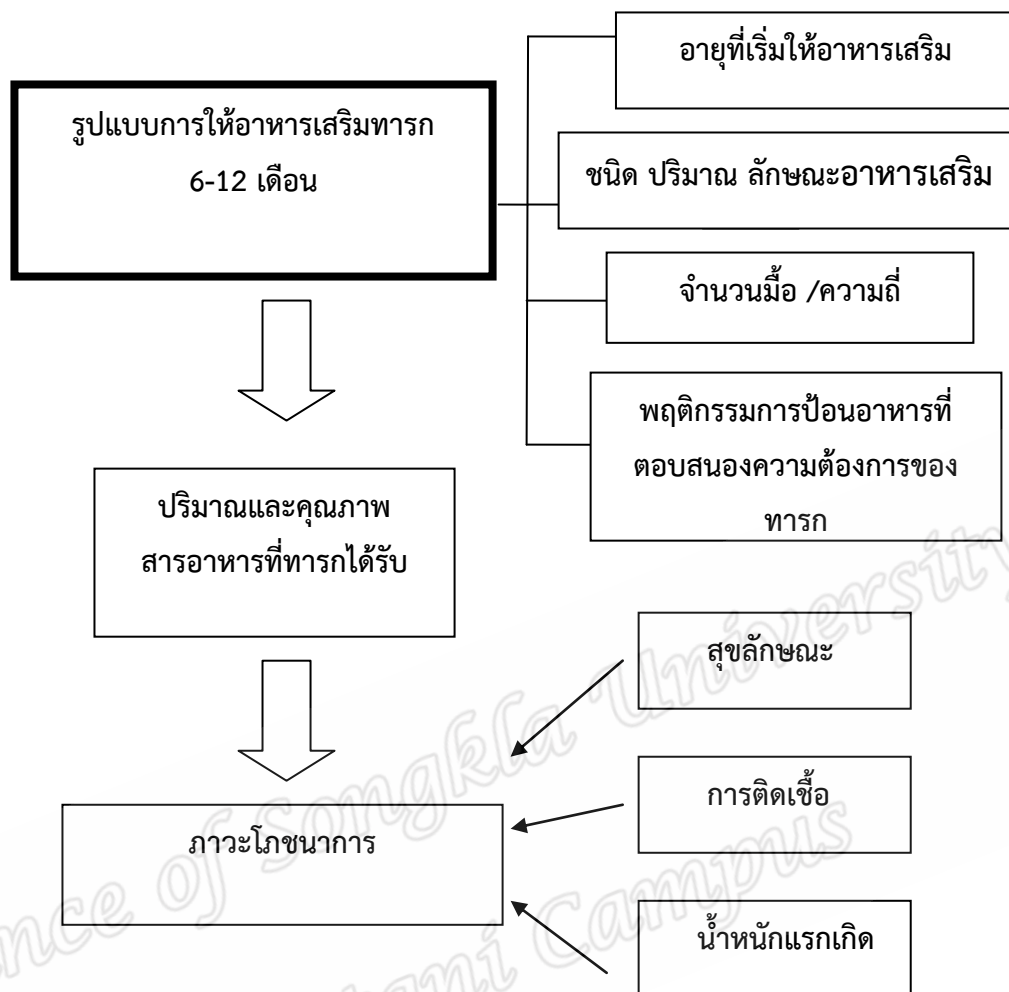 อายุที่เริ่มให้อาหารเสริม
รูปแบบการให้อาหารเสริมทารก
6-12 เดือน
ชนิด ปริมาณ ลักษณะอาหารเสริม
จำนวนมื้อ /ความถี่
พฤติกรรมการป้อนอาหารที่
ตอบสนองความต้องการของ
ทารก
ปริมาณและคุณภาพ
สารอาหารที่ทารกได้รับ
สุขลักษณะ
การติดเชื้อ
ภาวะโภชนาการ
น้ำหนักแรกเกิด
nce of Songkla University
ani Campus